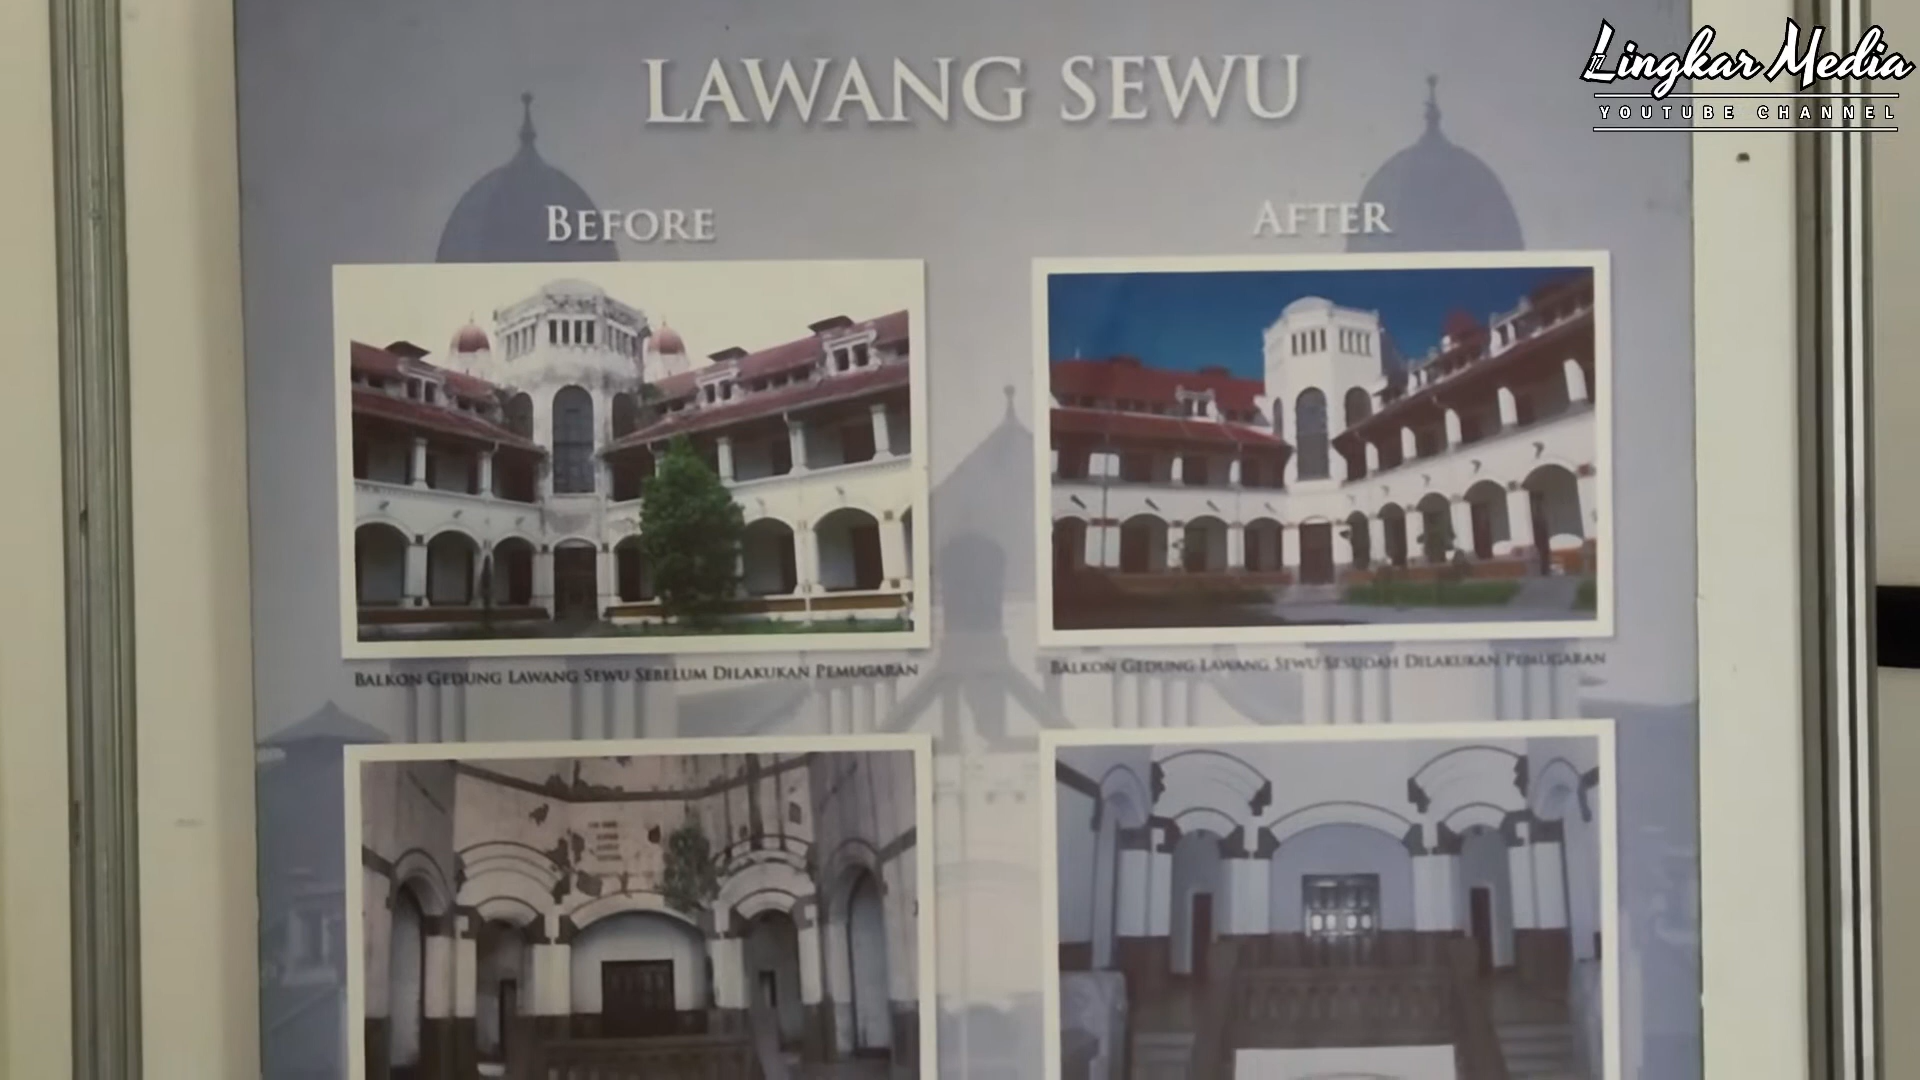 Lingkar Media
YOUTUBE CHANNEL
LAWANG SEWU
BEFORE
AFTER
BALKON GEDUNG LAWANG SEWU SEBELUM DILAKUKAN PEMUGARAN
BALKON GEDUNG LAWANG SEWU SESUDAH DILAKUKAN PEMUGARAN